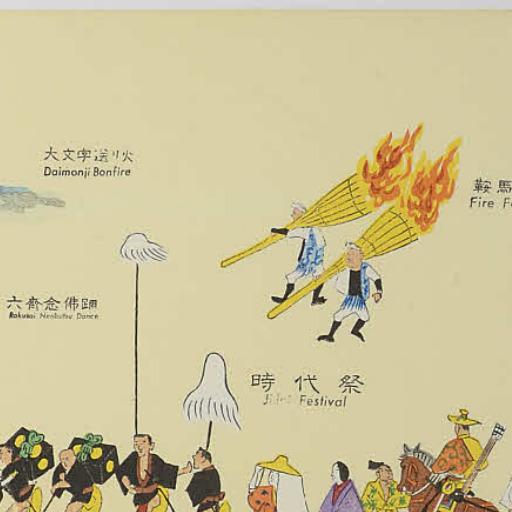 大文字送り火
Daimonji Bonfire
鞍馬
Fire F
六斎念佛踊
Rokusai Nenbutsu Dance
時代祭
Festival